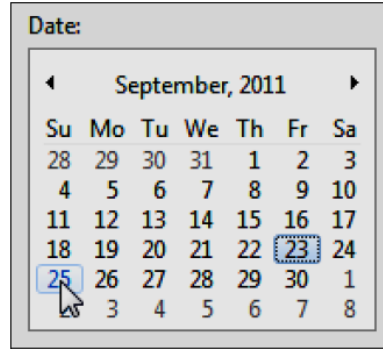 Date:
September, 2011
Su Mo Tu We Th Fr Sa
28 29 30 31 1 2 3
4 5 6 7 8 9 10
11 12 13 14 15 16 17
18 19 20 21 22 23 24
25 26 27 28 29 30 1
3 4 5 6 7 8